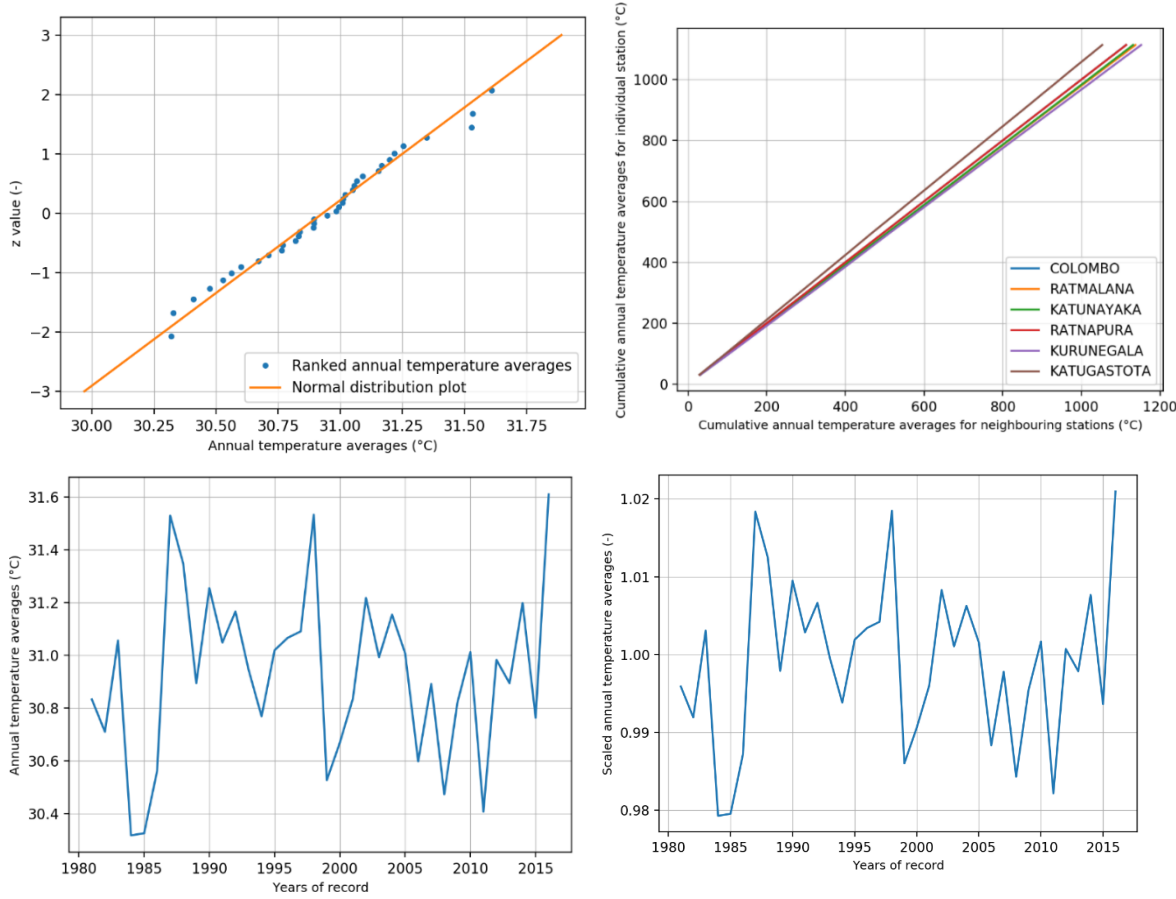 3
2
1
0
−1
−2
−3
z value (-)
Ranked annual temperature averages
Normal distribution plot
30.00 30.25 30.50 30.75 31.00 31.25 31.50 31.75
Annual temperature averages (°C)
Cumulative annual temperature averages for individual station (°C)
1000
800
600
400
200
0
COLOMBO
RATMALANA
KATUNAYAKA
RATNAPURA
KURUNEGALA
KATUGASTOTA
0 200 400 600 800 1000 1200
Cumulative annual temperature averages for neighbouring stations (°C)
31.6
31.4
31.2
31.0
30.8
30.6
30.4
Annual temperature averages (°C)
1980 1985 1990 1995 2000 2005 2010 2015
Years of record
1.02
1.01
1.00
0.99
0.98
Scaled annual temperature averages (-)
1980 1985 1990 1995 2000 2005 2010 2015
Years of record